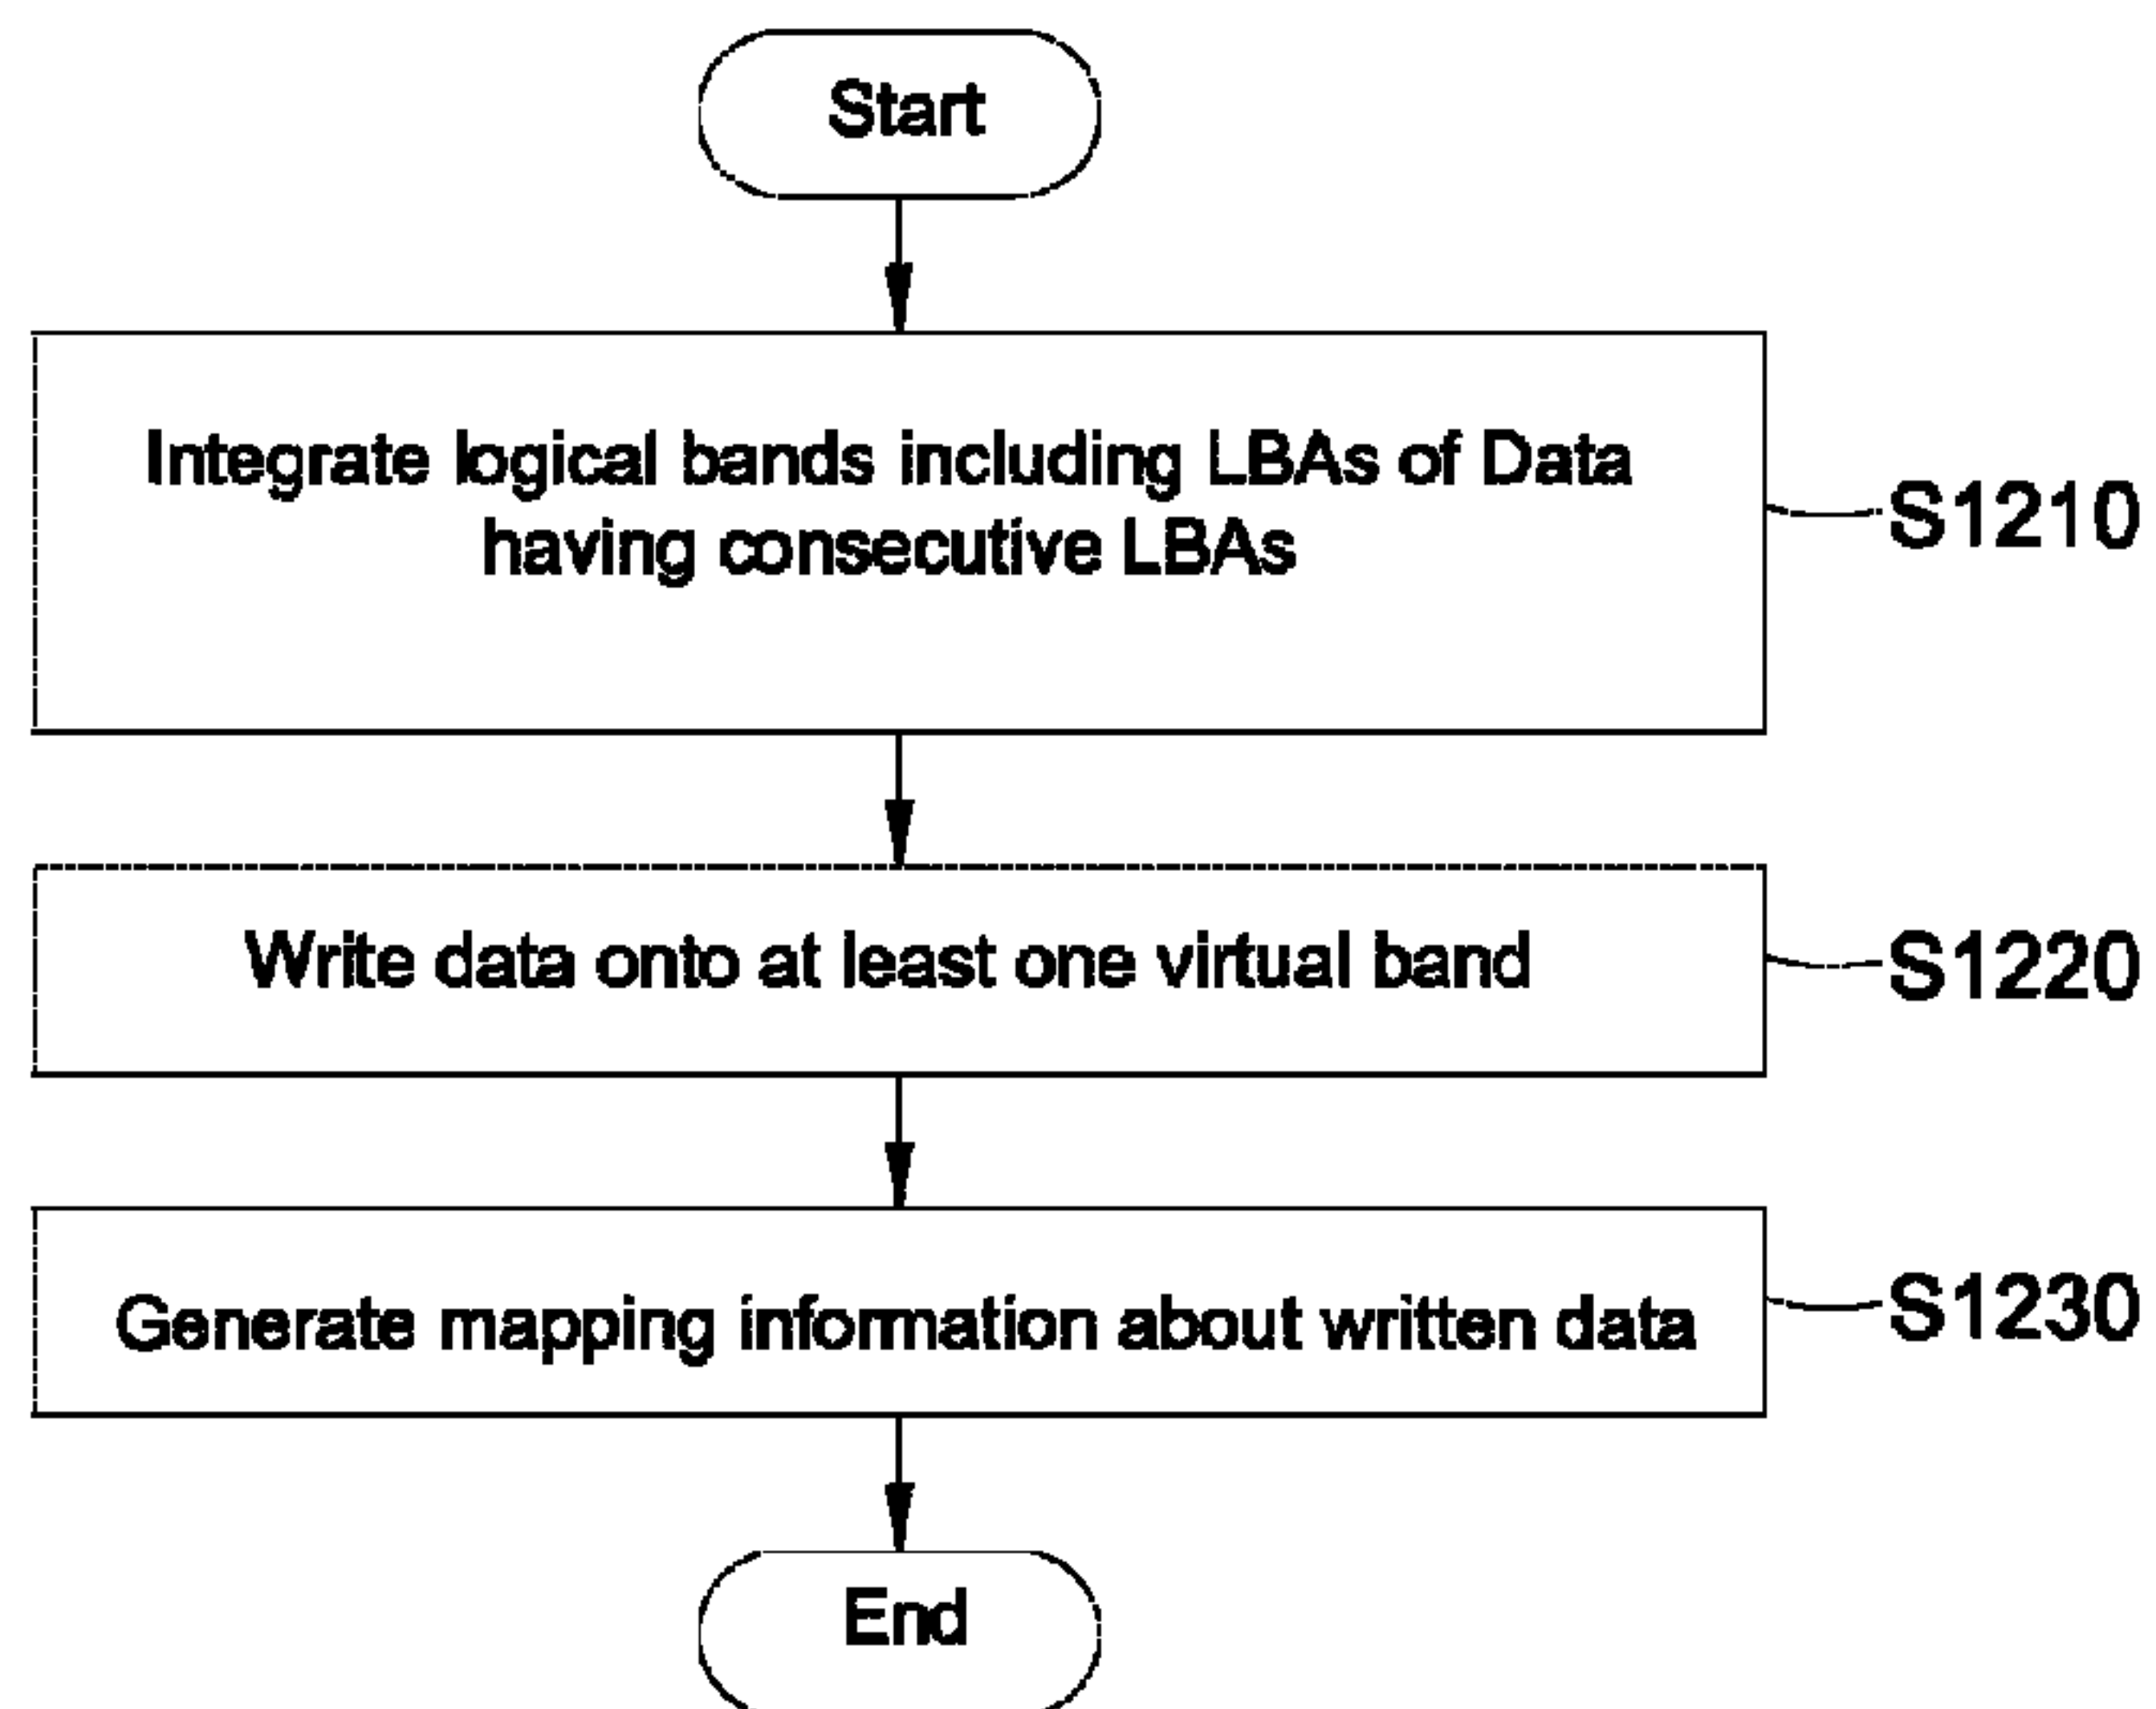 Start
Integrate logical bands including LBAs of Data
having consecutive LBAs
S1210
Write data onto at least one virtual band
S1220
Generate mapping information about written data
S1230
End